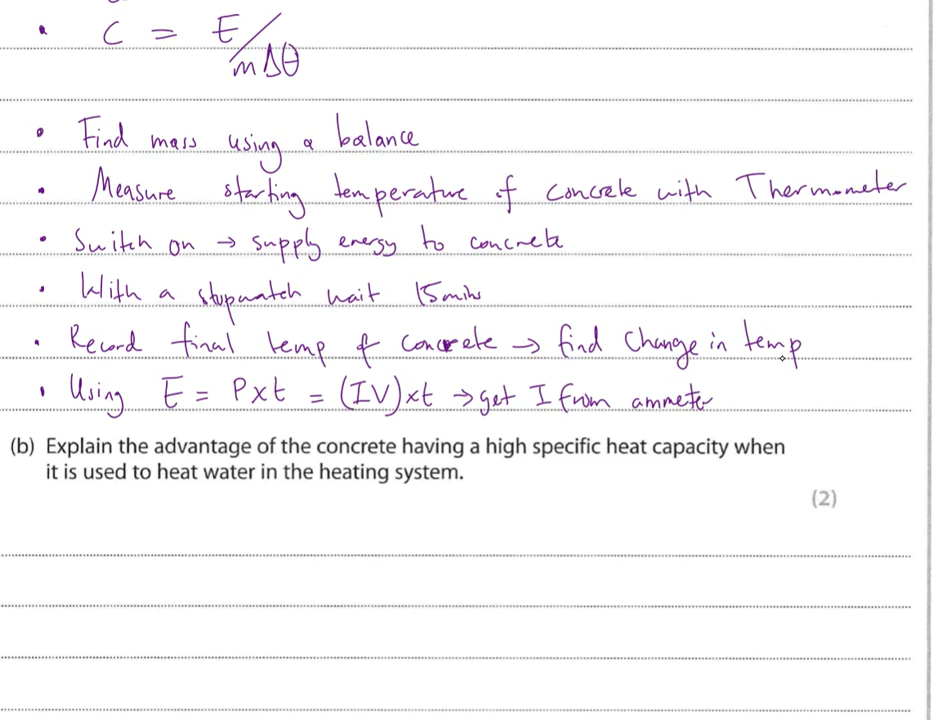 • C = E/mΔθ
• Find mass using a balance
• Measure starting temperature of concrete with Thermometer
• Switch on → supply energy to concrete
• With a stopwatch wait 15mins
• Record final temp of concrete → find change in temp
• Using E = Pxt = (IV)xt → get I from ammeter
(b) Explain the advantage of the concrete having a high specific heat capacity when
it is used to heat water in the heating system.
(2)